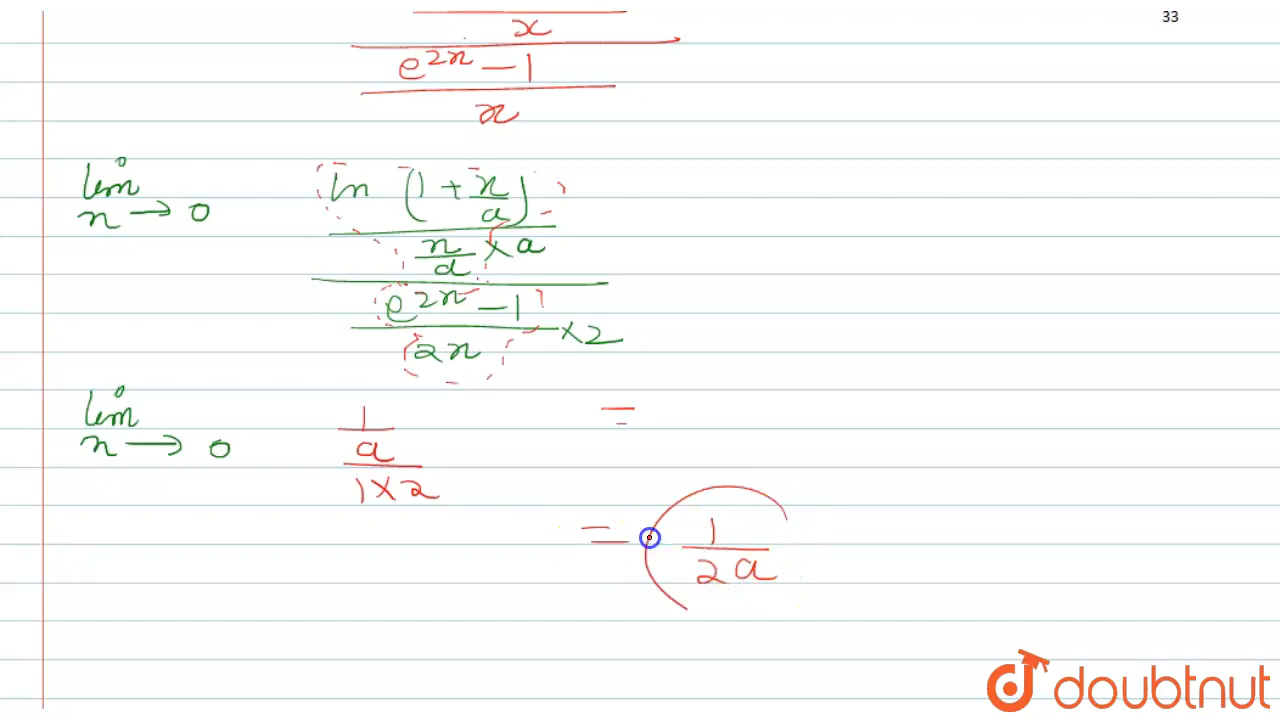 33
x
e^{2x} - 1
x
lim ln (1 + x/a)
x → 0
x/a × a
e^{2x} - 1
2x × 2
lim 1 =
x → 0 a
1 × 2
= 1
2a
doubtnut